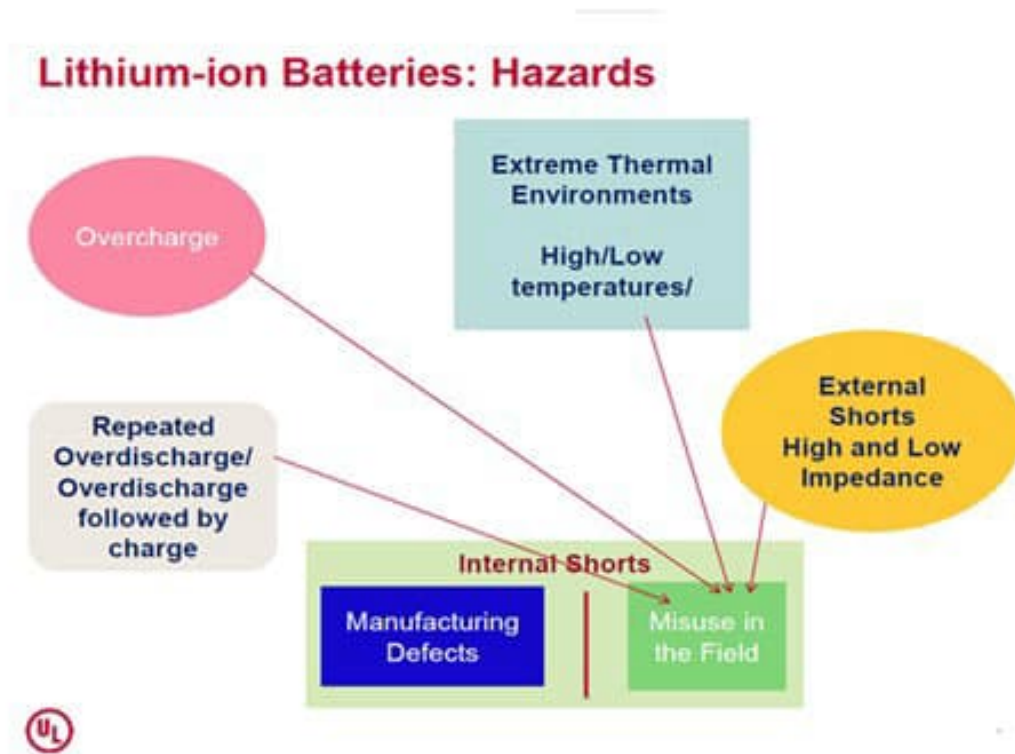 Lithium-ion Batteries: Hazards
Overcharge
Extreme Thermal
Environments
High/Low
temperatures/
External
Shorts
High and Low
Impedance
Repeated
Overdischarge/
Overdischarge
followed by
charge
Internal Shorts
Manufacturing
Defects
Misuse in
the Field
UL